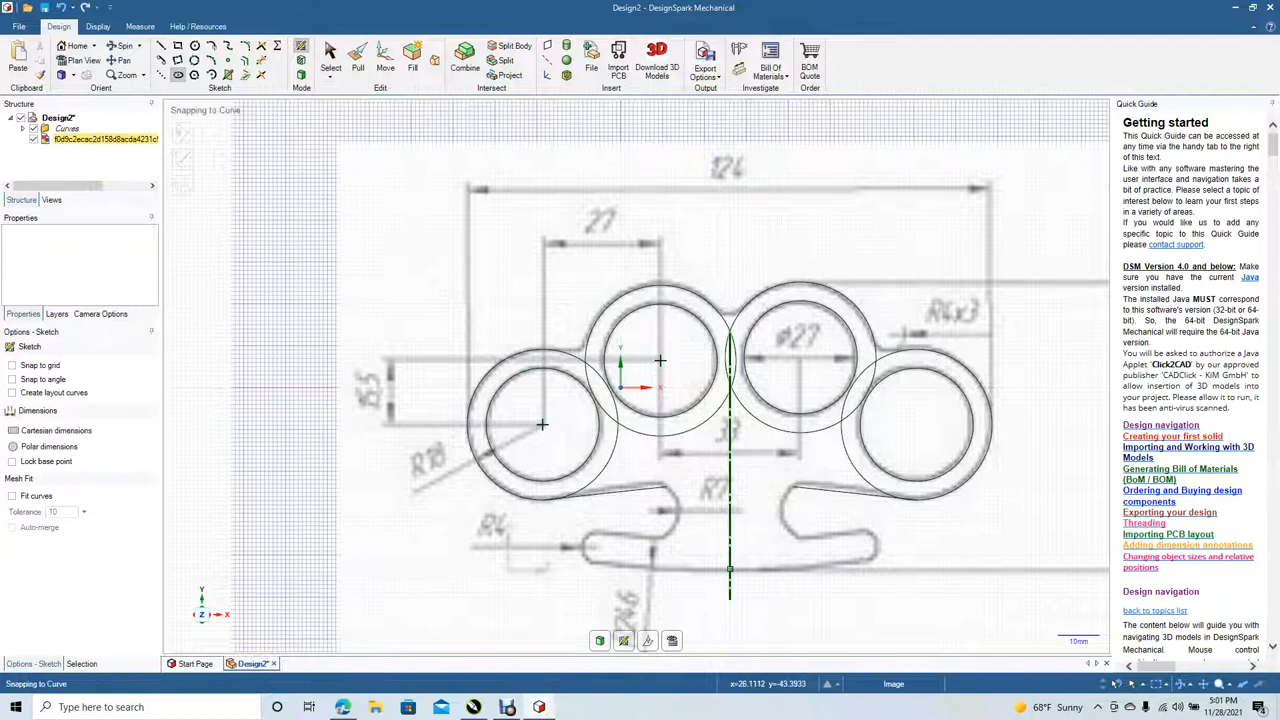 Design2 - DesignSpark Mechanical
File Design Display Measure Help / Resources
Home Spin
Plan View Pan
Zoom
Paste
Select Pull Move Fill
Combine
Split Body
Split
Project
File Import PCB Download 3D Models
3D
Export Options
Bill Of Materials
BOM Quote
Clipboard Orient Sketch Mode Edit Intersect Insert Output Investigate Order
Structure
Design2*
Curves
f0d9c2ecac2d158d8acda4231c
Structure Views
Properties
Properties Layers Camera Options
Options - Sketch
Sketch
Snap to grid
Snap to angle
Create layout curves
Dimensions
Cartesian dimensions
Polar dimensions
Lock base point
Fit curves
Tolerance 10
Auto-merge
Options - Sketch Selection
Snapping to Curve
124
27
R4x3
ø27
15,5
33
R18
R7
R4
Y
X
Y
Z X
10mm
Start Page Design2*
Snapping to Curve
x=26.1112 y=-43.3933
Image
Quick Guide
Getting started
This Quick Guide can be accessed at
any time via the handy tab to the right
of this text.
Like with any software mastering the
user interface and navigation takes a
bit of practice. Please select a topic of
interest below to learn your first steps
in a variety of areas.
If you would like us to add any
specific topic to this Quick Guide
please contact support.
DSM Version 4.0 and below: Make
sure you have the current Java
version installed.
The installed Java MUST correspond
to this software's version (32-bit or 64-
bit). So, the 64-bit DesignSpark
Mechanical will require the 64-bit Java
version.
You will be asked to authorize a Java
Applet 'Click2CAD' by our approved
publisher 'CADClick - KiM GmbH' to
allow insertion of 3D models into
your project. Please allow it to run, it
has been anti-virus scanned.
Design navigation
Creating your first solid
Importing and Working with 3D
Models
Generating Bill of Materials
(BoM / BOM)
Ordering and Buying design
components
Exporting your design
Threading
Importing PCB layout
Adding dimension annotations
Changing object sizes and relative
positions
Design navigation
back to topics list
The content below will guide you with
navigating 3D models in DesignSpark
Mechanical. Mouse control
Type here to search
68°F Sunny
5:01 PM
11/28/2021
4